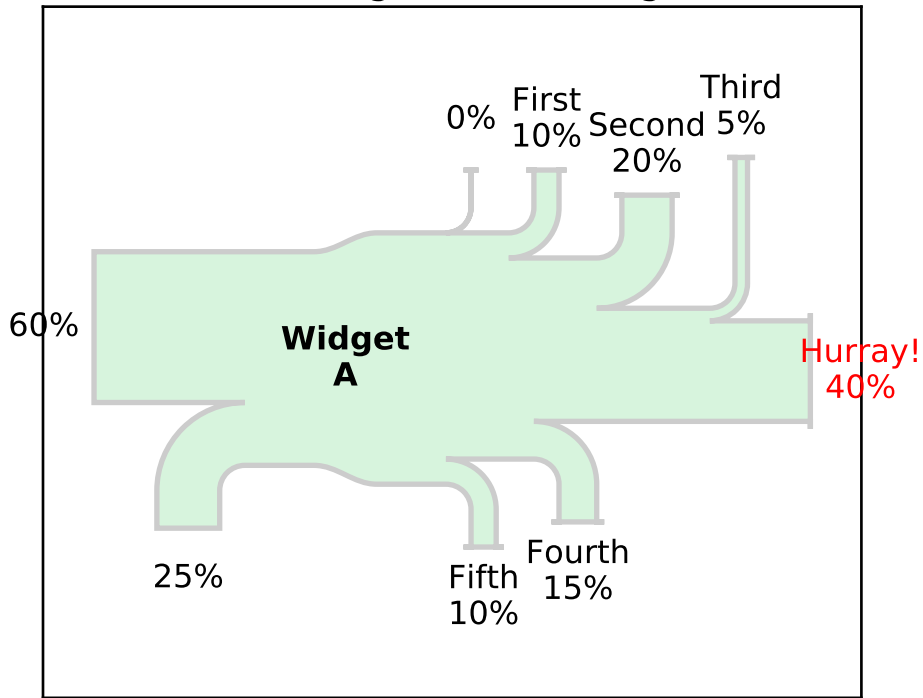 Third
5%
First
10%
0%
Second
20%
60%
Widget
A
Hurray!
40%
25%
Fifth
10%
Fourth
15%